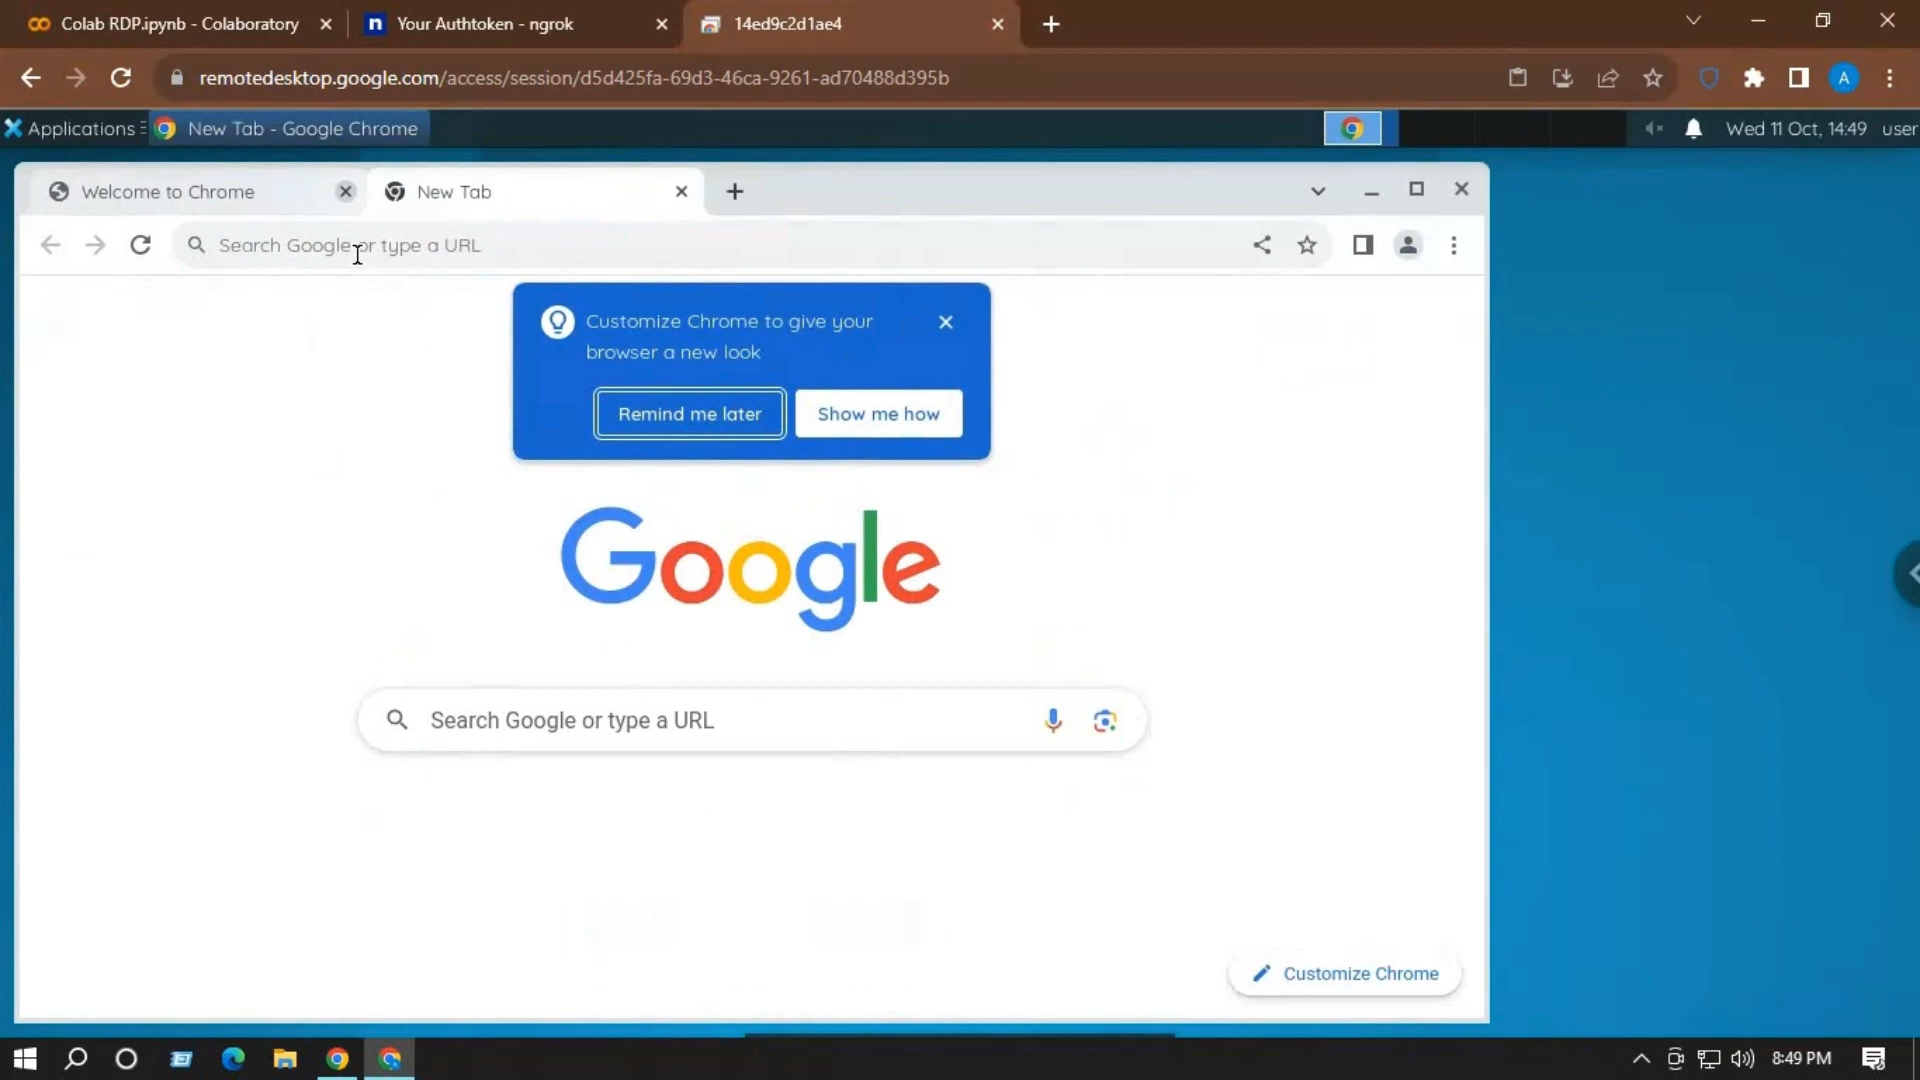 Colab RDP.ipynb - Colaboratory
Your Authtoken - ngrok
14ed9c2d1ae4
remotedesktop.google.com/access/session/d5d425fa-69d3-46ca-9261-ad70488d395b
A
Applications
New Tab - Google Chrome
Wed 11 Oct, 14:49
user
Welcome to Chrome
New Tab
Search Google or type a URL
Customize Chrome to give your
browser a new look
Remind me later
Show me how
Google
Search Google or type a URL
Customize Chrome
8:49 PM